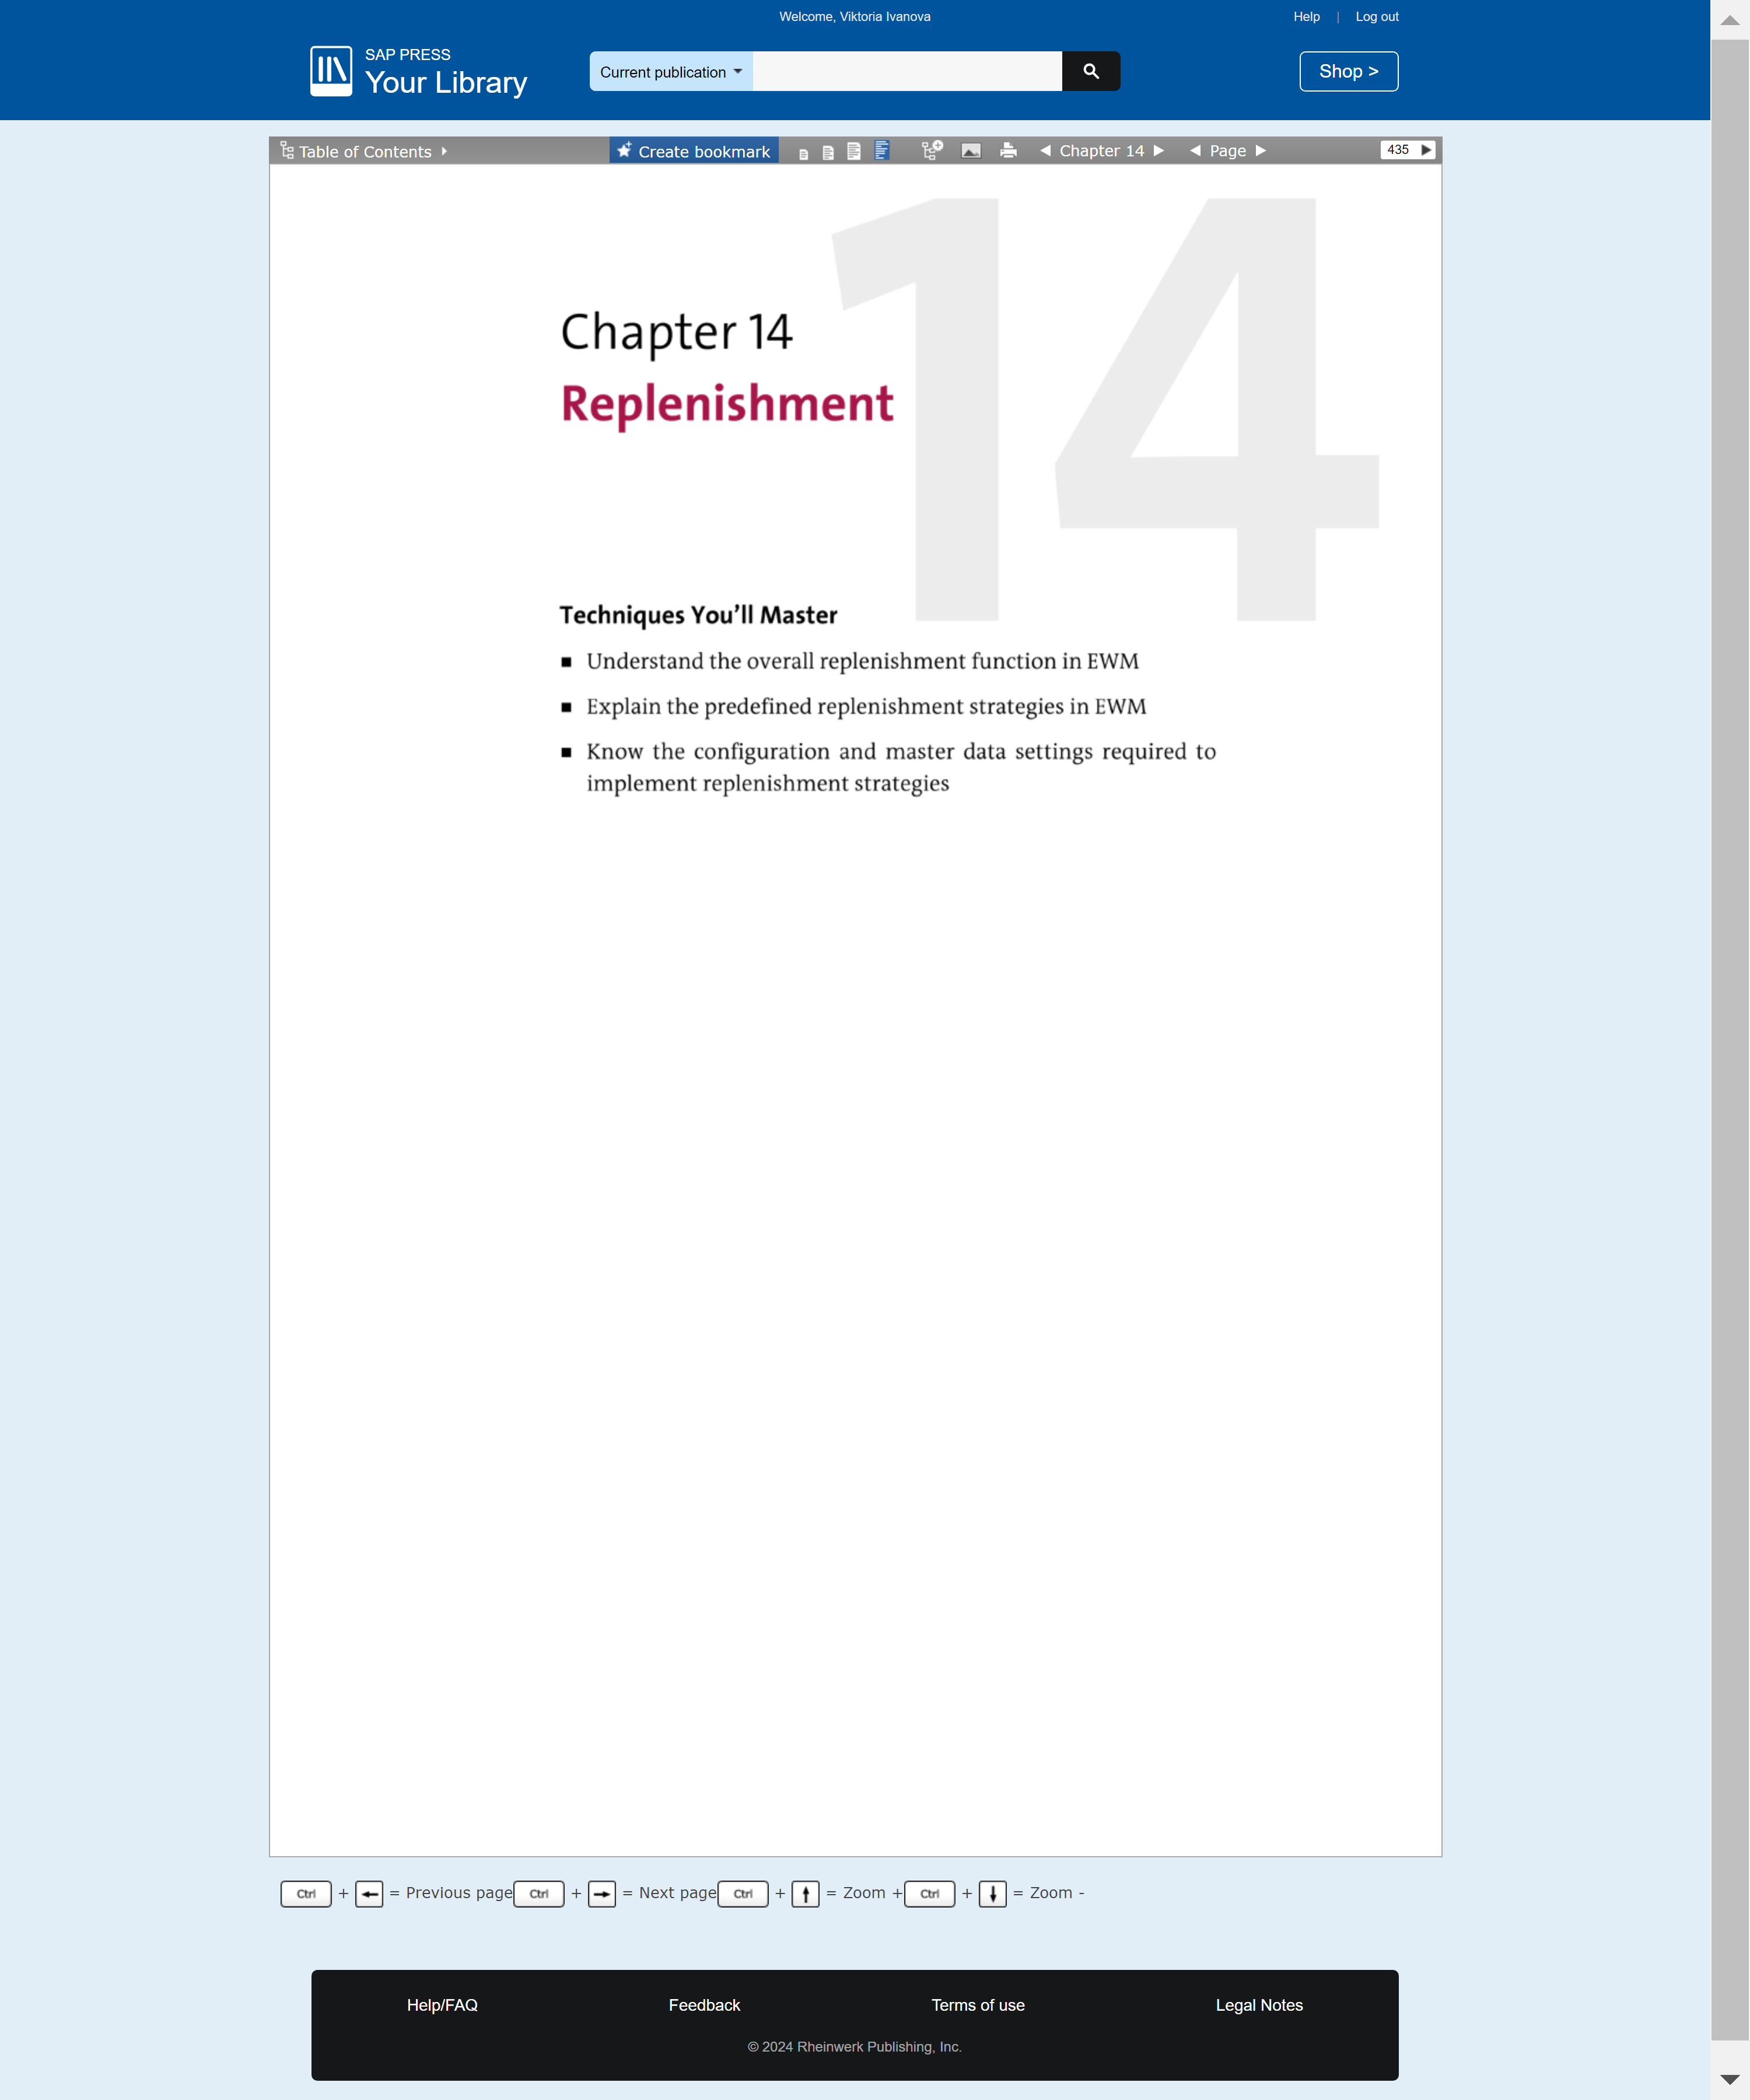 Welcome, Viktoria Ivanova
Help | Log out
SAP PRESS
Your Library
Current publication
Shop >
Table of Contents
Create bookmark
Chapter 14
Page
435
14
Chapter 14
Replenishment
Techniques You'll Master
■ Understand the overall replenishment function in EWM
■ Explain the predefined replenishment strategies in EWM
■ Know the configuration and master data settings required to
implement replenishment strategies
Ctrl + ← = Previous page Ctrl + → = Next page Ctrl + ↑ = Zoom + Ctrl + ↓ = Zoom -
Help/FAQ
Feedback
Terms of use
Legal Notes
© 2024 Rheinwerk Publishing, Inc.